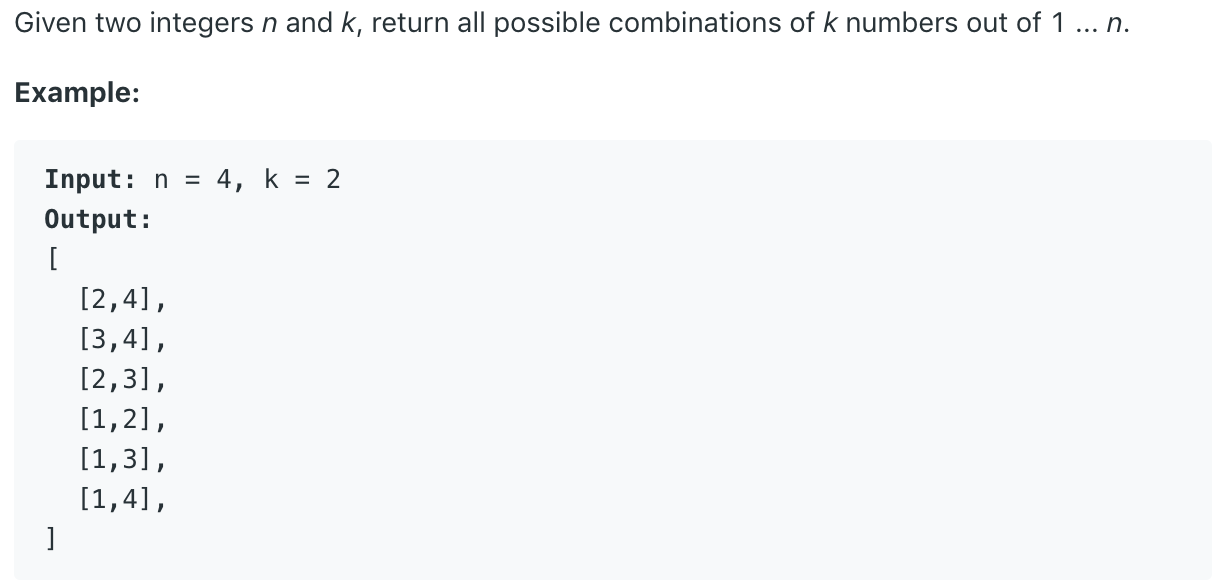 Given two integers n and k, return all possible combinations of k numbers out of 1 ... n.
Example:
Input: n = 4, k = 2
Output:
[
[2,4],
[3,4],
[2,3],
[1,2],
[1,3],
[1,4],
]